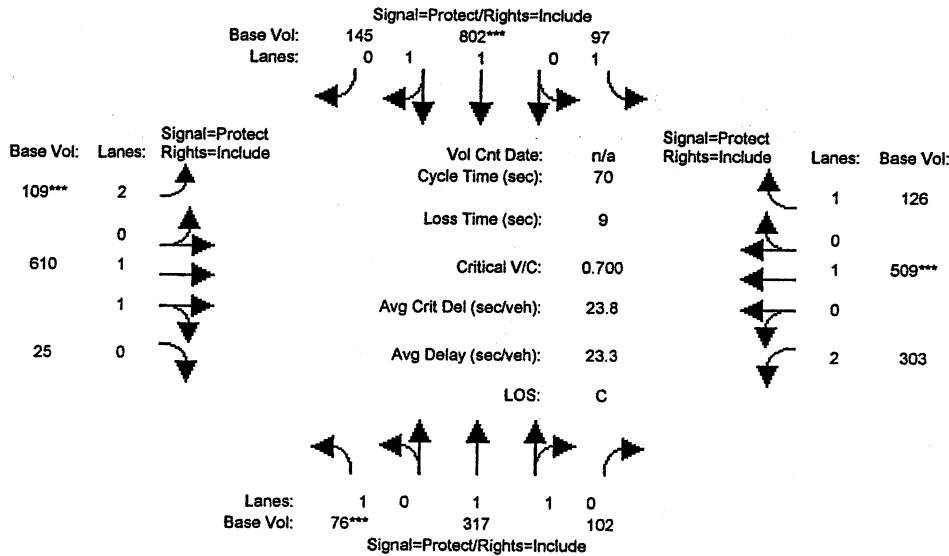 Signal=Protect/Rights=Include
Base Vol: 145 802*** 97
Lanes: 0 1 1 0 1
Signal=Protect
Rights=Include
Base Vol: Lanes:
109*** 2
0
610 1
1
25 0
Vol Cnt Date: n/a
Cycle Time (sec): 70
Loss Time (sec): 9
Critical V/C: 0.700
Avg Crit Del (sec/veh): 23.8
Avg Delay (sec/veh): 23.3
LOS: C
Signal=Protect
Rights=Include
Lanes: Base Vol:
1 126
0
1 509***
0
2 303
Lanes: 1 0 1 1 0
Base Vol: 76*** 317 102
Signal=Protect/Rights=Include